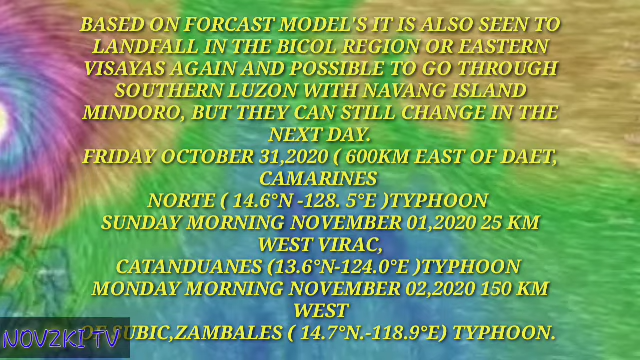 BASED ON FORCAST MODEL'S IT IS ALSO SEEN TO
LANDFALL IN THE BICOL REGION OR EASTERN
VISAYAS AGAIN AND POSSIBLE TO GO THROUGH
SOUTHERN LUZON WITH NAVANG ISLAND
MINDORO, BUT THEY CAN STILL CHANGE IN THE
NEXT DAY.
FRIDAY OCTOBER 31,2020 ( 600KM EAST OF DAET,
CAMARINES
NORTE ( 14.6°N -128. 5°E )TYPHOON
SUNDAY MORNING NOVEMBER 01,2020 25 KM
WEST VIRAC,
CATANDUANES (13.6°N-124.0°E )TYPHOON
MONDAY MORNING NOVEMBER 02,2020 150 KM
WEST
SUBIC,ZAMBALES ( 14.7°N.-118.9°E) TYPHOON.
NOVZKI TV